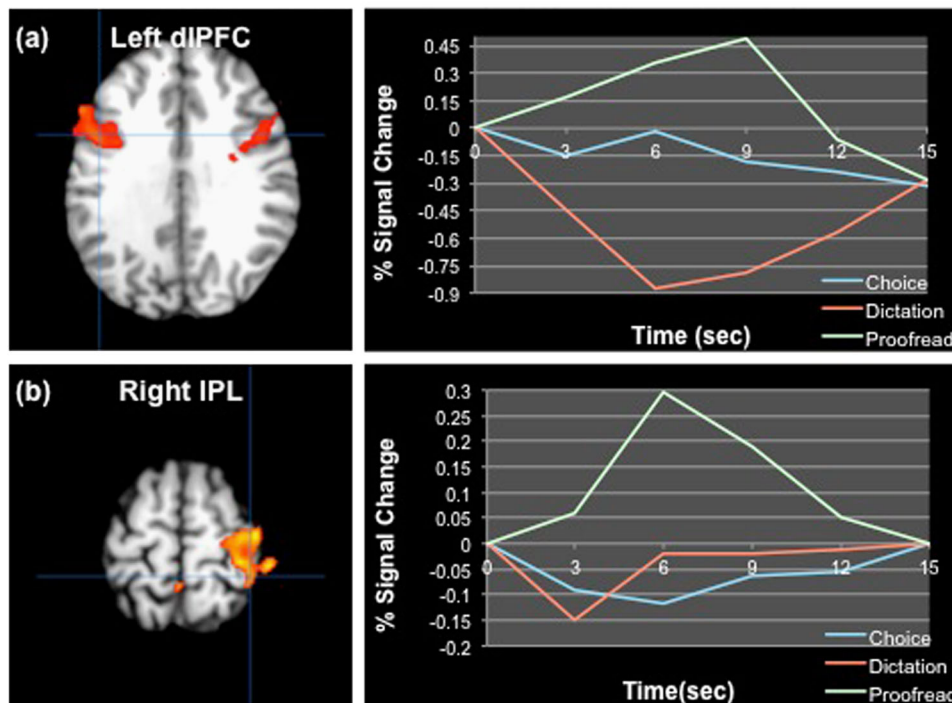 (a) Left dlPFC
% Signal Change
0.45
0.3
0.15
0
-0.15
-0.3
-0.45
-0.6
-0.75
-0.9
0 3 6 9 12 15
Time (sec)
Choice
Dictation
Proofread
(b) Right IPL
% Signal Change
0.3
0.25
0.2
0.15
0.1
0.05
0
-0.05
-0.1
-0.15
-0.2
0 3 6 9 12 15
Time(sec)
Choice
Dictation
Proofread